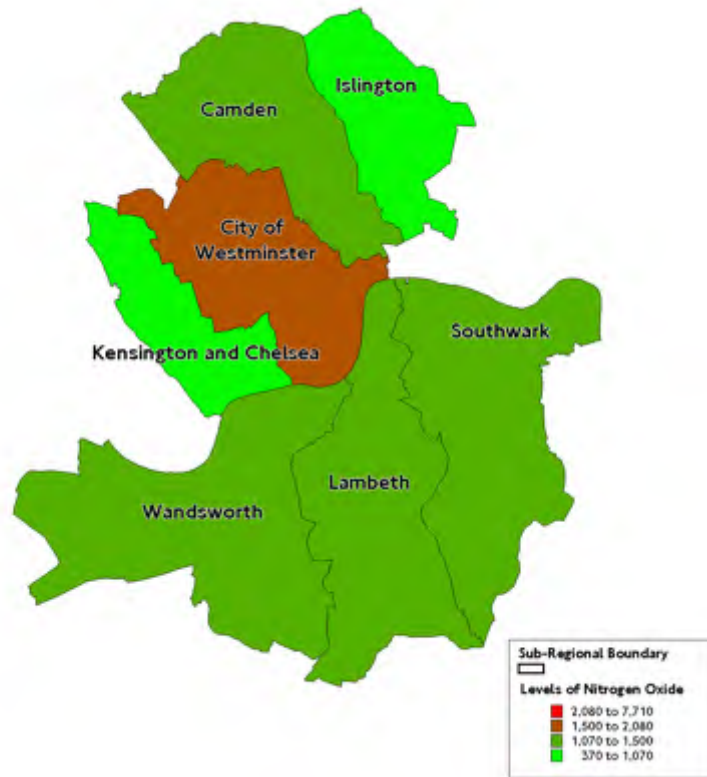 Islington
Camden
City of
Westminster
Southwark
Kensington and Chelsea
Lambeth
Wandsworth
Sub-Regional Boundary
Levels of Nitrogen Oxide
2,080 to 7,710
1,500 to 2,080
1,070 to 1,500
370 to 1,070